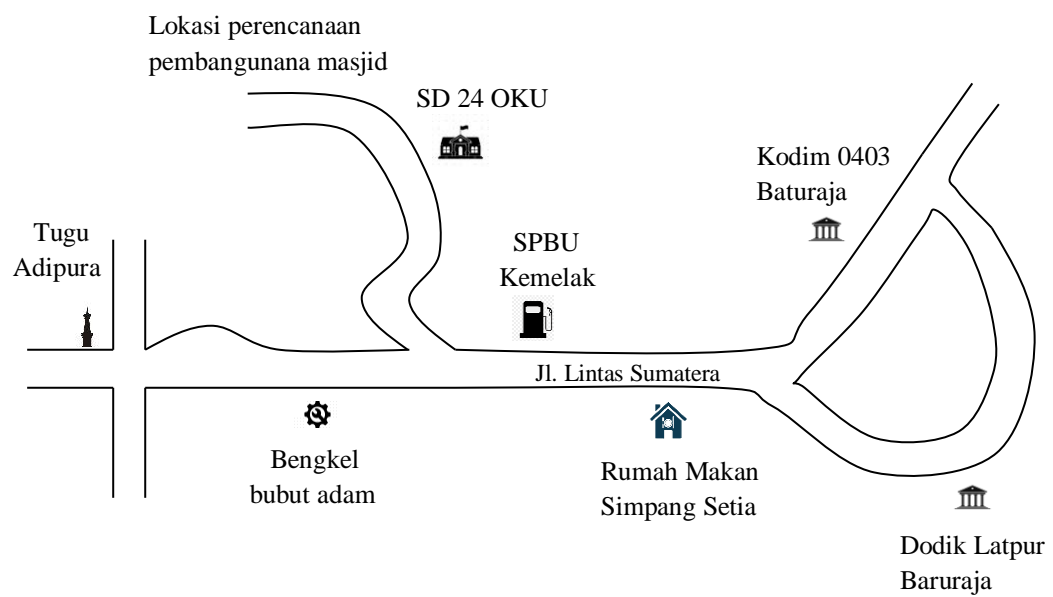 Lokasi perencanaan
pembangunana masjid
SD 24 OKU
Kodim 0403
Baturaja
Tugu
Adipura
SPBU
Kemelak
Jl. Lintas Sumatera
Bengkel
bubut adam
Rumah Makan
Simpang Setia
Dodik Latpur
Baruraja